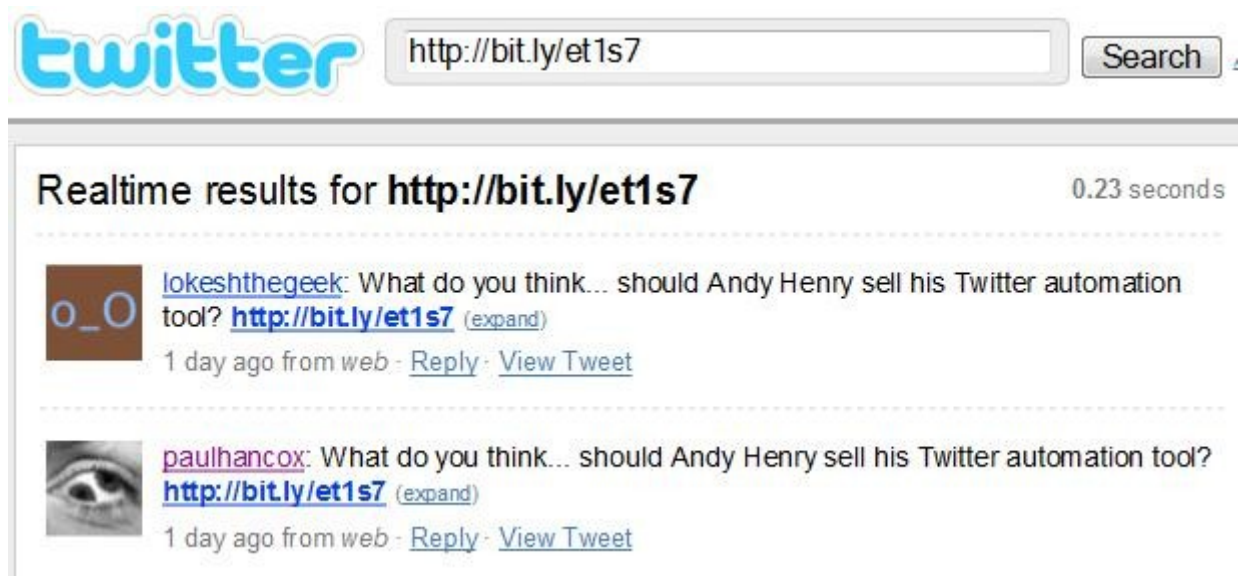 twitter
http://bit.ly/et1s7
Search
Realtime results for http://bit.ly/et1s7
0.23 seconds
o_O
lokeshthegeek: What do you think... should Andy Henry sell his Twitter automation
tool? http://bit.ly/et1s7 (expand)
1 day ago from web · Reply · View Tweet
paulhancox: What do you think... should Andy Henry sell his Twitter automation tool?
http://bit.ly/et1s7 (expand)
1 day ago from web · Reply · View Tweet